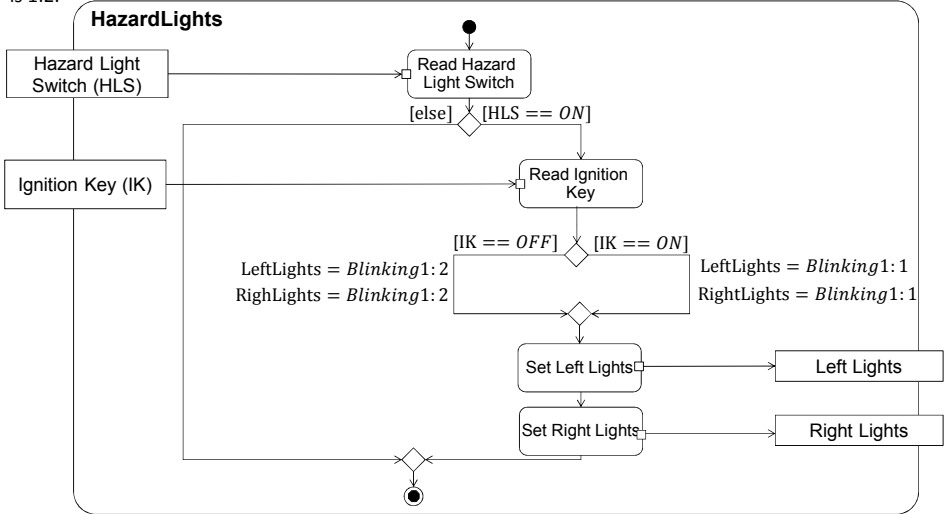 is 1:2.
HazardLights
Hazard Light
Switch (HLS)
Read Hazard
Light Switch
[else] [HLS == ON]
Ignition Key (IK)
Read Ignition
Key
[IK == OFF] [IK == ON]
LeftLights = Blinking1: 2
RighLights = Blinking1: 2
LeftLights = Blinking1: 1
RightLights = Blinking1: 1
Set Left Lights
Left Lights
Set Right Lights
Right Lights